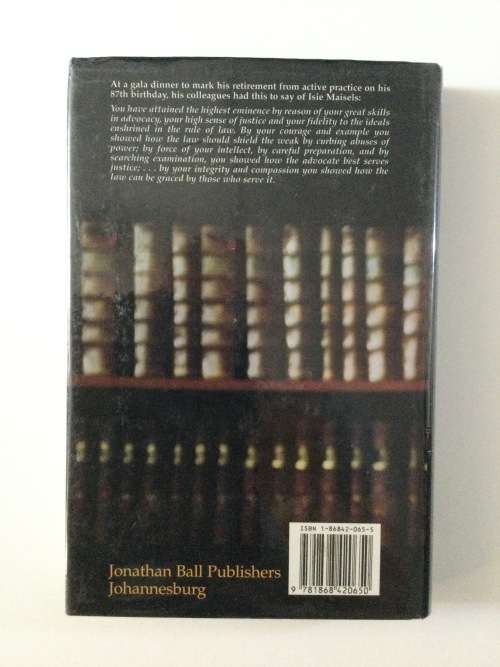 At a gala dinner to mark his retirement from active practice on his
87th birthday, his colleagues had this to say of Isie Maisels:
You have attained the highest eminence by reason of your great skills
in advocacy, your high sense of justice and your fidelity to the ideals
enshrined in the rule of law. By your courage and example you
showed how the law should shield the weak by curbing abuses of
power; by force of your intellect, by careful preparation, and by
searching examination, you showed how the advocate best serves
justice; . . . by your integrity and compassion you showed how the
law can be graced by those who serve it.
ISBN 1-86842-065-5
9 781868 420650
Jonathan Ball Publishers
Johannesburg